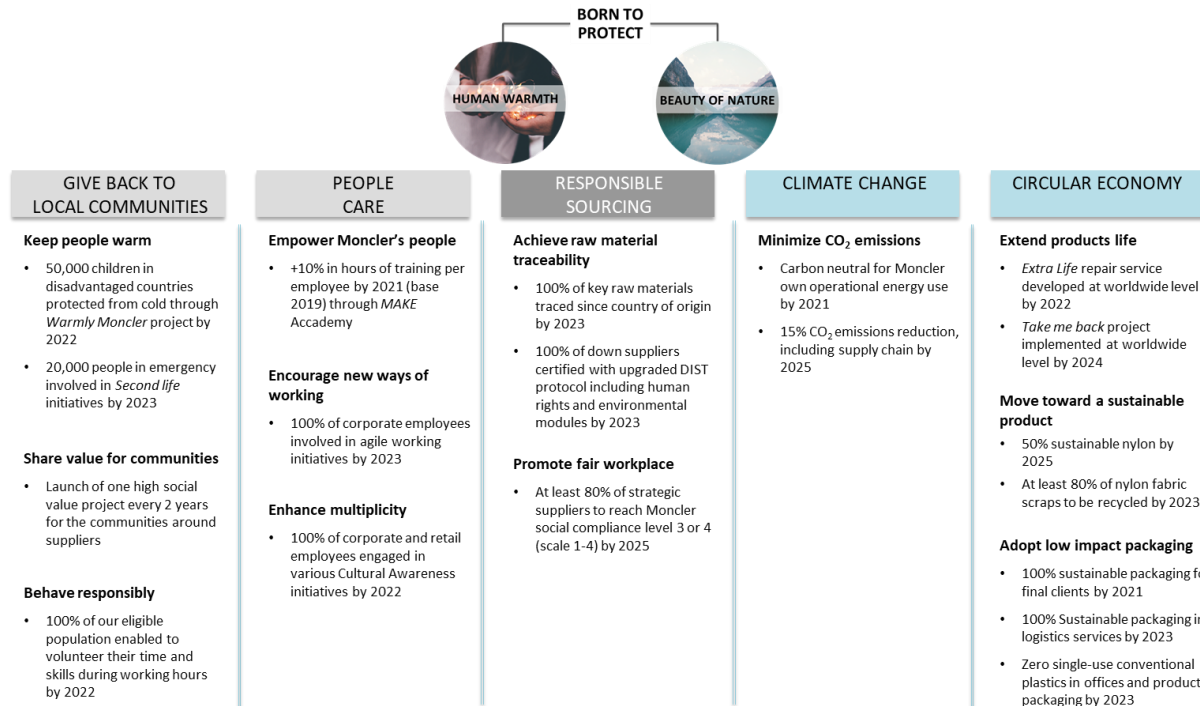 BORN TO
PROTECT
HUMAN WARMTH
BEAUTY OF NATURE
GIVE BACK TO
LOCAL COMMUNITIES
Keep people warm
• 50,000 children in
disadvantaged countries
protected from cold through
Warmly Moncler project by
2022
• 20,000 people in emergency
involved in Second life
initiatives by 2023
Share value for communities
• Launch of one high social
value project every 2 years
for the communities around
suppliers
Behave responsibly
• 100% of our eligible
population enabled to
volunteer their time and
skills during working hours
by 2022
PEOPLE
CARE
Empower Moncler’s people
• +10% in hours of training per
employee by 2021 (base
2019) through MAKE
Accademy
Encourage new ways of
working
• 100% of corporate employees
involved in agile working
initiatives by 2023
Enhance multiplicity
• 100% of corporate and retail
employees engaged in
various Cultural Awareness
initiatives by 2022
RESPONSIBLE
SOURCING
Achieve raw material
traceability
• 100% of key raw materials
traced since country of origin
by 2023
• 100% of down suppliers
certified with upgraded DIST
protocol including human
rights and environmental
modules by 2023
Promote fair workplace
• At least 80% of strategic
suppliers to reach Moncler
social compliance level 3 or 4
(scale 1-4) by 2025
CLIMATE CHANGE
Minimize CO₂ emissions
• Carbon neutral for Moncler
own operational energy use
by 2021
• 15% CO₂ emissions reduction,
including supply chain by
2025
CIRCULAR ECONOMY
Extend products life
• Extra Life repair service
developed at worldwide level
by 2022
• Take me back project
implemented at worldwide
level by 2024
Move toward a sustainable
product
• 50% sustainable nylon by
2025
• At least 80% of nylon fabric
scraps to be recycled by 2023
Adopt low impact packaging
• 100% sustainable packaging
final clients by 2021
• 100% Sustainable packaging
logistics services by 2023
• Zero single-use conventional
plastics in offices and product
packaging by 2023